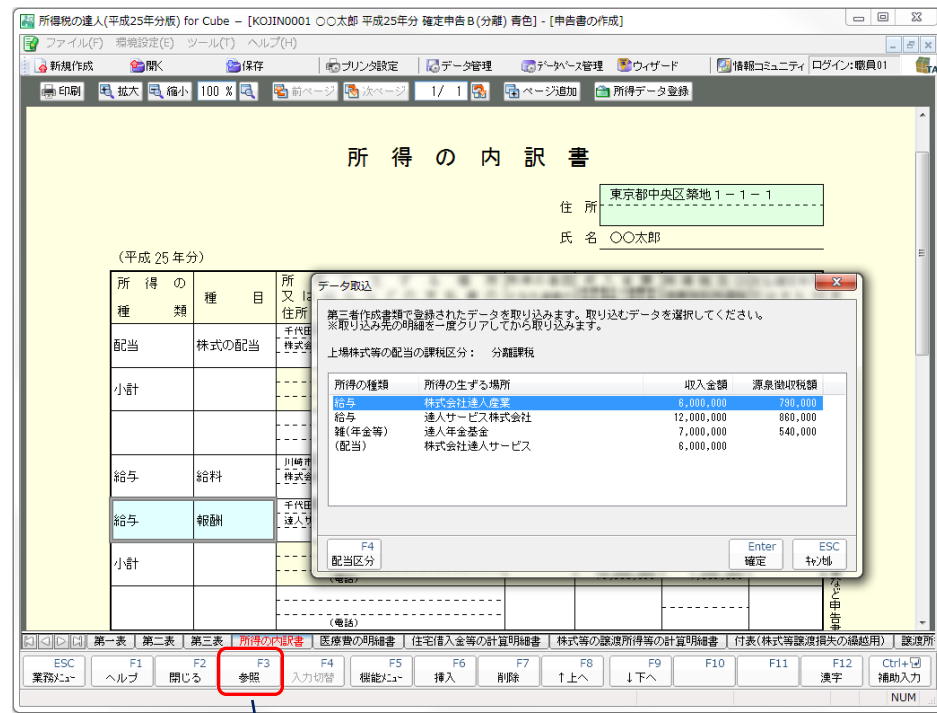 所得税の達人(平成25年分版) for Cube － [KOJIN0001 ○○太郎 平成25年分 確定申告Ｂ(分離) 青色] - [申告書の作成]
ファイル(F) 環境設定(E) ツール(T) ヘルプ(H)
新規作成 開く 保存 プリンタ設定 データ管理 データベース管理 ウィザード 情報コミュニティ ログイン:職員01
印刷 拡大 縮小 100 % 前ページ 1/ 1 次ページ ページ追加 所得データ登録
所 得 の 内 訳 書
住 所 東京都中央区築地１－１－１
氏 名 ○○太郎
(平成 25 年分)
所 得 の 種 類 種 目
データ取込
第三者作成書類で登録されたデータを取り込みます。取り込むデータを選択してください。
※取り込み先の明細を一度クリアしてから取り込みます。
上場株式等の配当の課税区分： 分離課税
所得の種類 所得の生ずる場所 収入金額 源泉徴収税額
給与 株式会社達人産業 6,000,000 790,000
給与 達人サービス株式会社 12,000,000 860,000
雑(年金等) 達人年金基金 7,000,000 540,000
(配当) 株式会社達人サービス 6,000,000
F4 配当区分 Enter 確定 ESC キャンセル
配当 株式の配当
小計
給与 給料
給与 報酬
小計
(電話)
(電話)
など申告書
第一表 第二表 第三表 所得の内訳書 医療費の明細書 住宅借入金等の計算明細書 株式等の譲渡所得等の計算明細書 付表(株式等譲渡損失の繰越用) 譲渡所
ESC F1 F2 F3 F4 F5 F6 F7 F8 F9 F10 F11 F12 Ctrl+
業務ﾒﾆｭｰ ヘルプ 閉じる 参照 入力切替 機能ﾒﾆｭｰ 挿入 削除 ↑上へ ↓下へ 漢字 補助入力
NUM